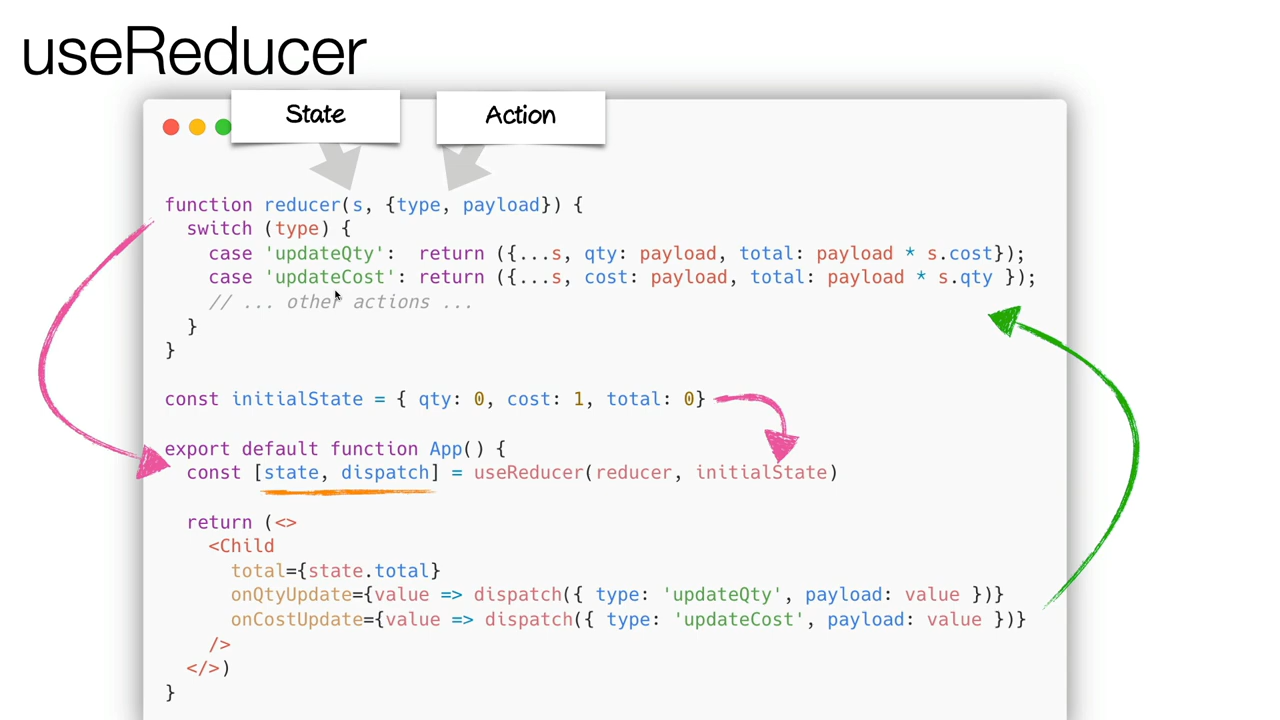 useReducer
State
Action
function reducer(s, {type, payload}) {
  switch (type) {
    case 'updateQty':  return ({...s, qty: payload, total: payload * s.cost});
    case 'updateCost': return ({...s, cost: payload, total: payload * s.qty });
    // ... other actions ...
  }
}
const initialState = { qty: 0, cost: 1, total: 0}
export default function App() {
  const [state, dispatch] = useReducer(reducer, initialState)
  return (<>
    <Child
      total={state.total}
      onQtyUpdate={value => dispatch({ type: 'updateQty', payload: value })}
      onCostUpdate={value => dispatch({ type: 'updateCost', payload: value })}
    />
  </>)
}